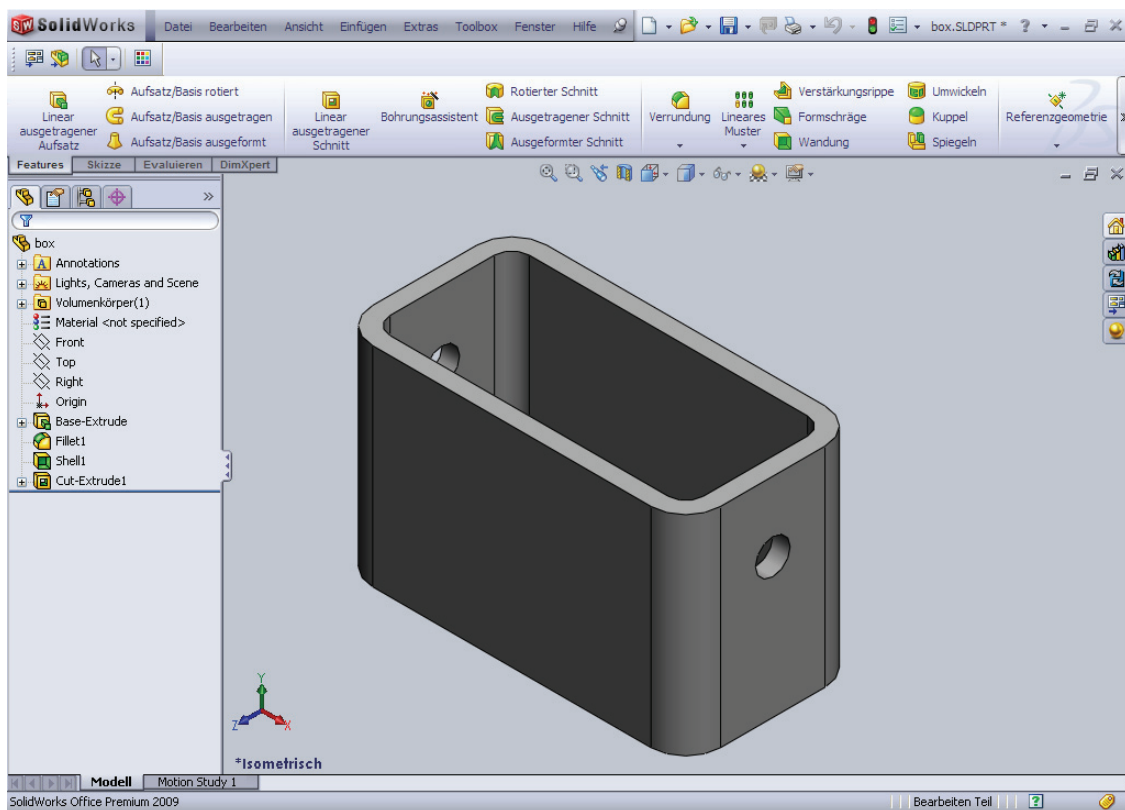 SW SolidWorks Datei Bearbeiten Ansicht Einfügen Extras Toolbox Fenster Hilfe box.SLDPRT * ?
Linear ausgetragener Aufsatz
Aufsatz/Basis rotiert
Aufsatz/Basis ausgetragen
Aufsatz/Basis ausgeformt
Linear ausgetragener Schnitt
Bohrungsassistent
Rotierter Schnitt
Ausgetragener Schnitt
Ausgeformter Schnitt
Verrundung
Lineares Muster
Verstärkungsrippe
Formschräge
Wandung
Umwickeln
Kuppel
Spiegeln
Referenzgeometrie
Features Skizze Evaluieren DimXpert
box
A Annotations
Lights, Cameras and Scene
Volumenkörper(1)
Material <not specified>
Front
Top
Right
Origin
Base-Extrude
Fillet1
Shell1
Cut-Extrude1
Y
Z X
*Isometrisch
Modell Motion Study 1
SolidWorks Office Premium 2009 Bearbeiten Teil ?